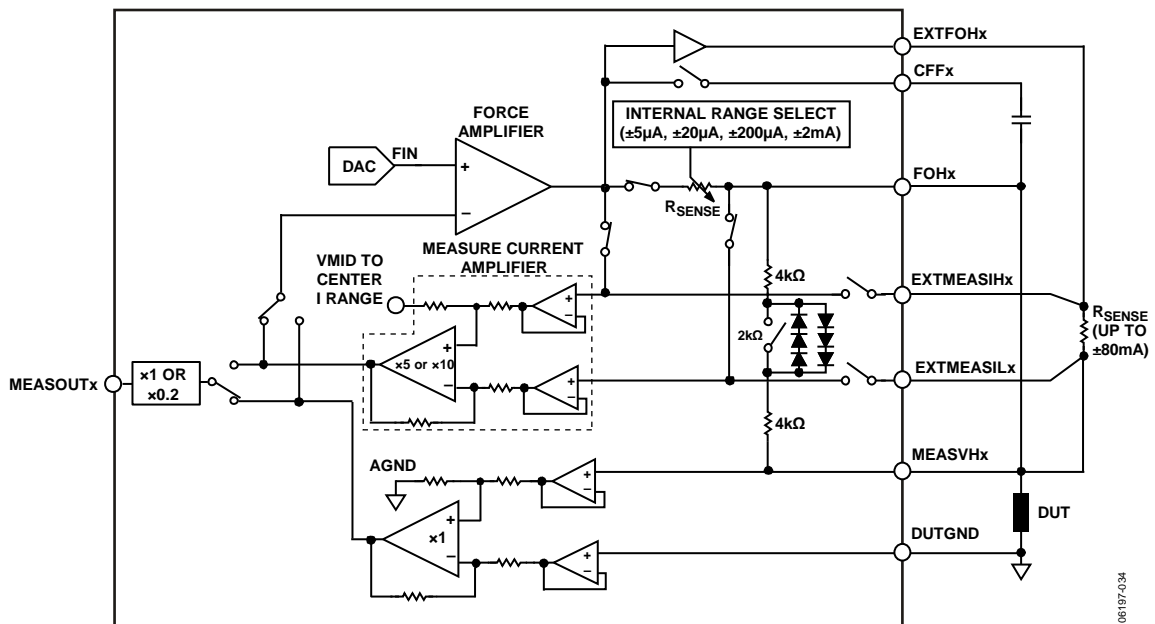 EXTFOHx
CFFx
FORCE
AMPLIFIER
INTERNAL RANGE SELECT
(±5µA, ±20µA, ±200µA, ±2mA)
DAC
FIN
+
–
FOHx
RSENSE
VMID TO
CENTER
I RANGE
MEASURE CURRENT
AMPLIFIER
4kΩ
EXTMEASIHx
+
–
RSENSE
(UP TO
±80mA)
2kΩ
+
×5 or ×10
–
+
–
MEASOUTx
×1 OR
×0.2
EXTMEASILx
4kΩ
AGND
+
–
MEASVHx
+
×1
–
DUT
+
–
DUTGND
06197-034